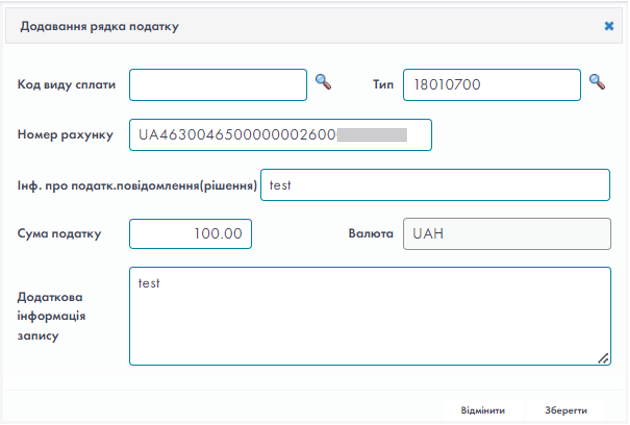 Додавання рядка податку
Код виду сплати
Тип 18010700
Номер рахунку UA4630046500000002600
Інф. про податк.повідомлення(рішення) test
Сума податку 100.00 Валюта UAH
Додаткова інформація запису
test
Відмінити Зберегти